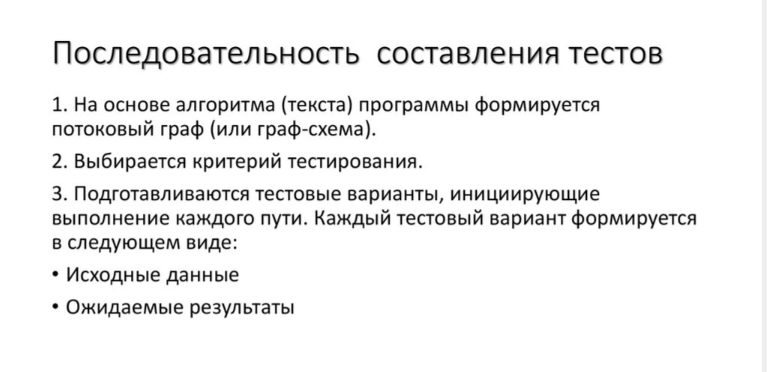 Последовательность составления тестов
1. На основе алгоритма (текста) программы формируется
потоковый граф (или граф-схема).
2. Выбирается критерий тестирования.
3. Подготавливаются тестовые варианты, инициирующие
выполнение каждого пути. Каждый тестовый вариант формируется
в следующем виде:
• Исходные данные
• Ожидаемые результаты